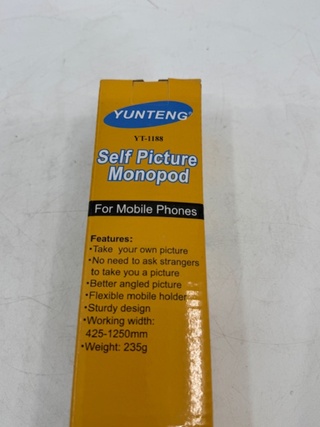 YUNTENG®
YT-1188
Self Picture
Monopod
For Mobile Phones
Features:
•Take your own picture
•No need to ask strangers
to take you a picture
•Better angled picture
•Flexible mobile holder
•Sturdy design
•Working width:
425-1250mm
•Weight: 235g